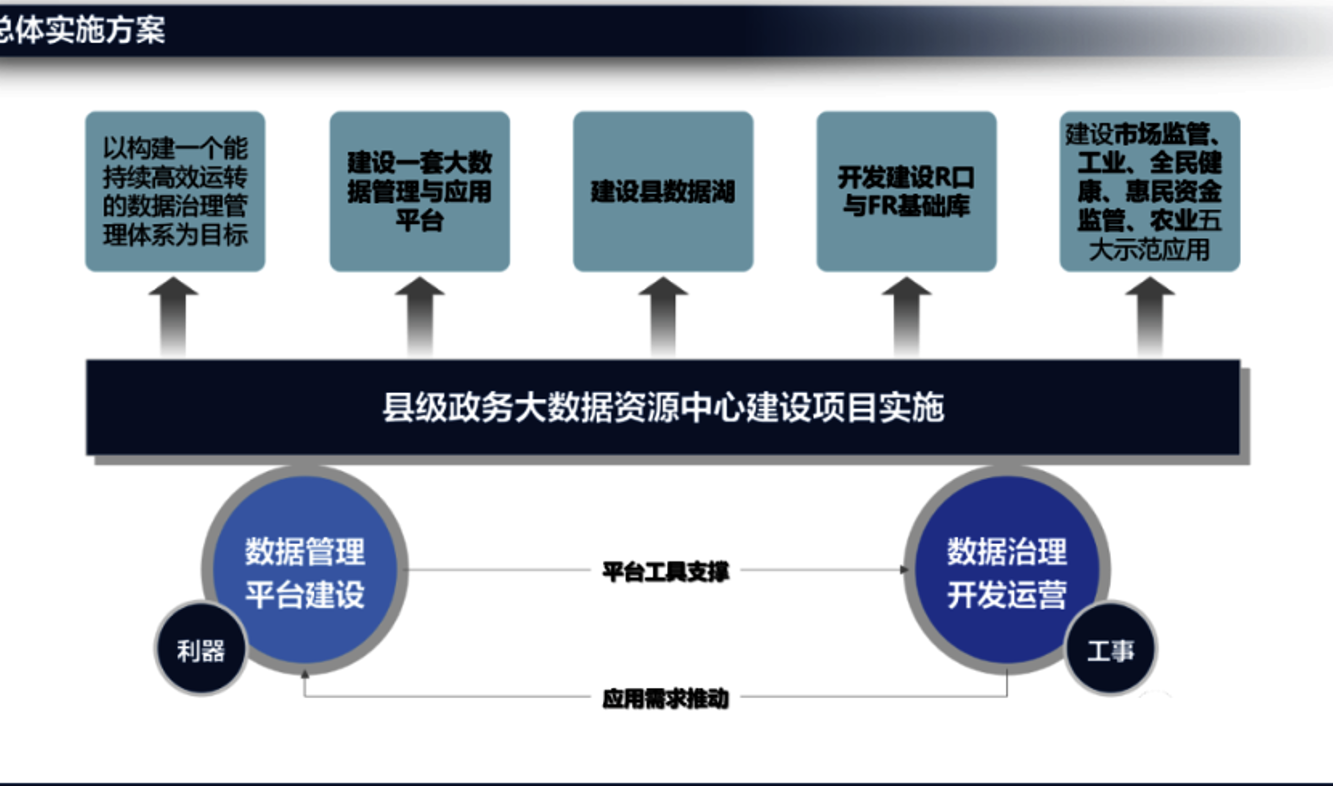 总体实施方案
以构建一个能
持续高效运转
的数据治理管
理体系为目标
建设一套大数
据管理与应用
平台
建设县数据湖
开发建设R口
与FR基础库
建设市场监管、
工业、全民健
康、惠民资金
监管、农业五
大示范应用
县级政务大数据资源中心建设项目实施
数据管理
平台建设
利器
平台工具支撑
数据治理
开发运营
工事
应用需求推动